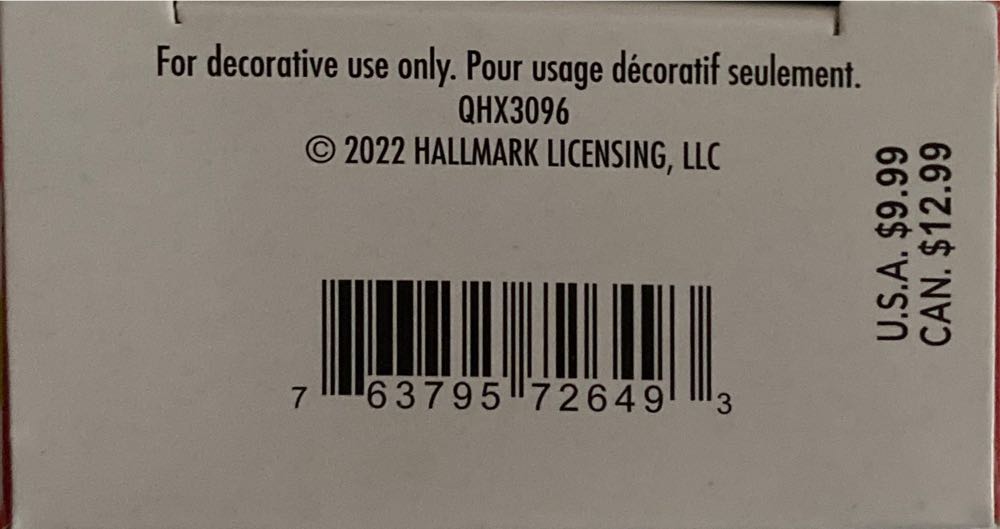 For decorative use only. Pour usage décoratif seulement.
QHX3096
© 2022 HALLMARK LICENSING, LLC
U.S.A. $9.99
CAN. $12.99
7 63795 72649 3